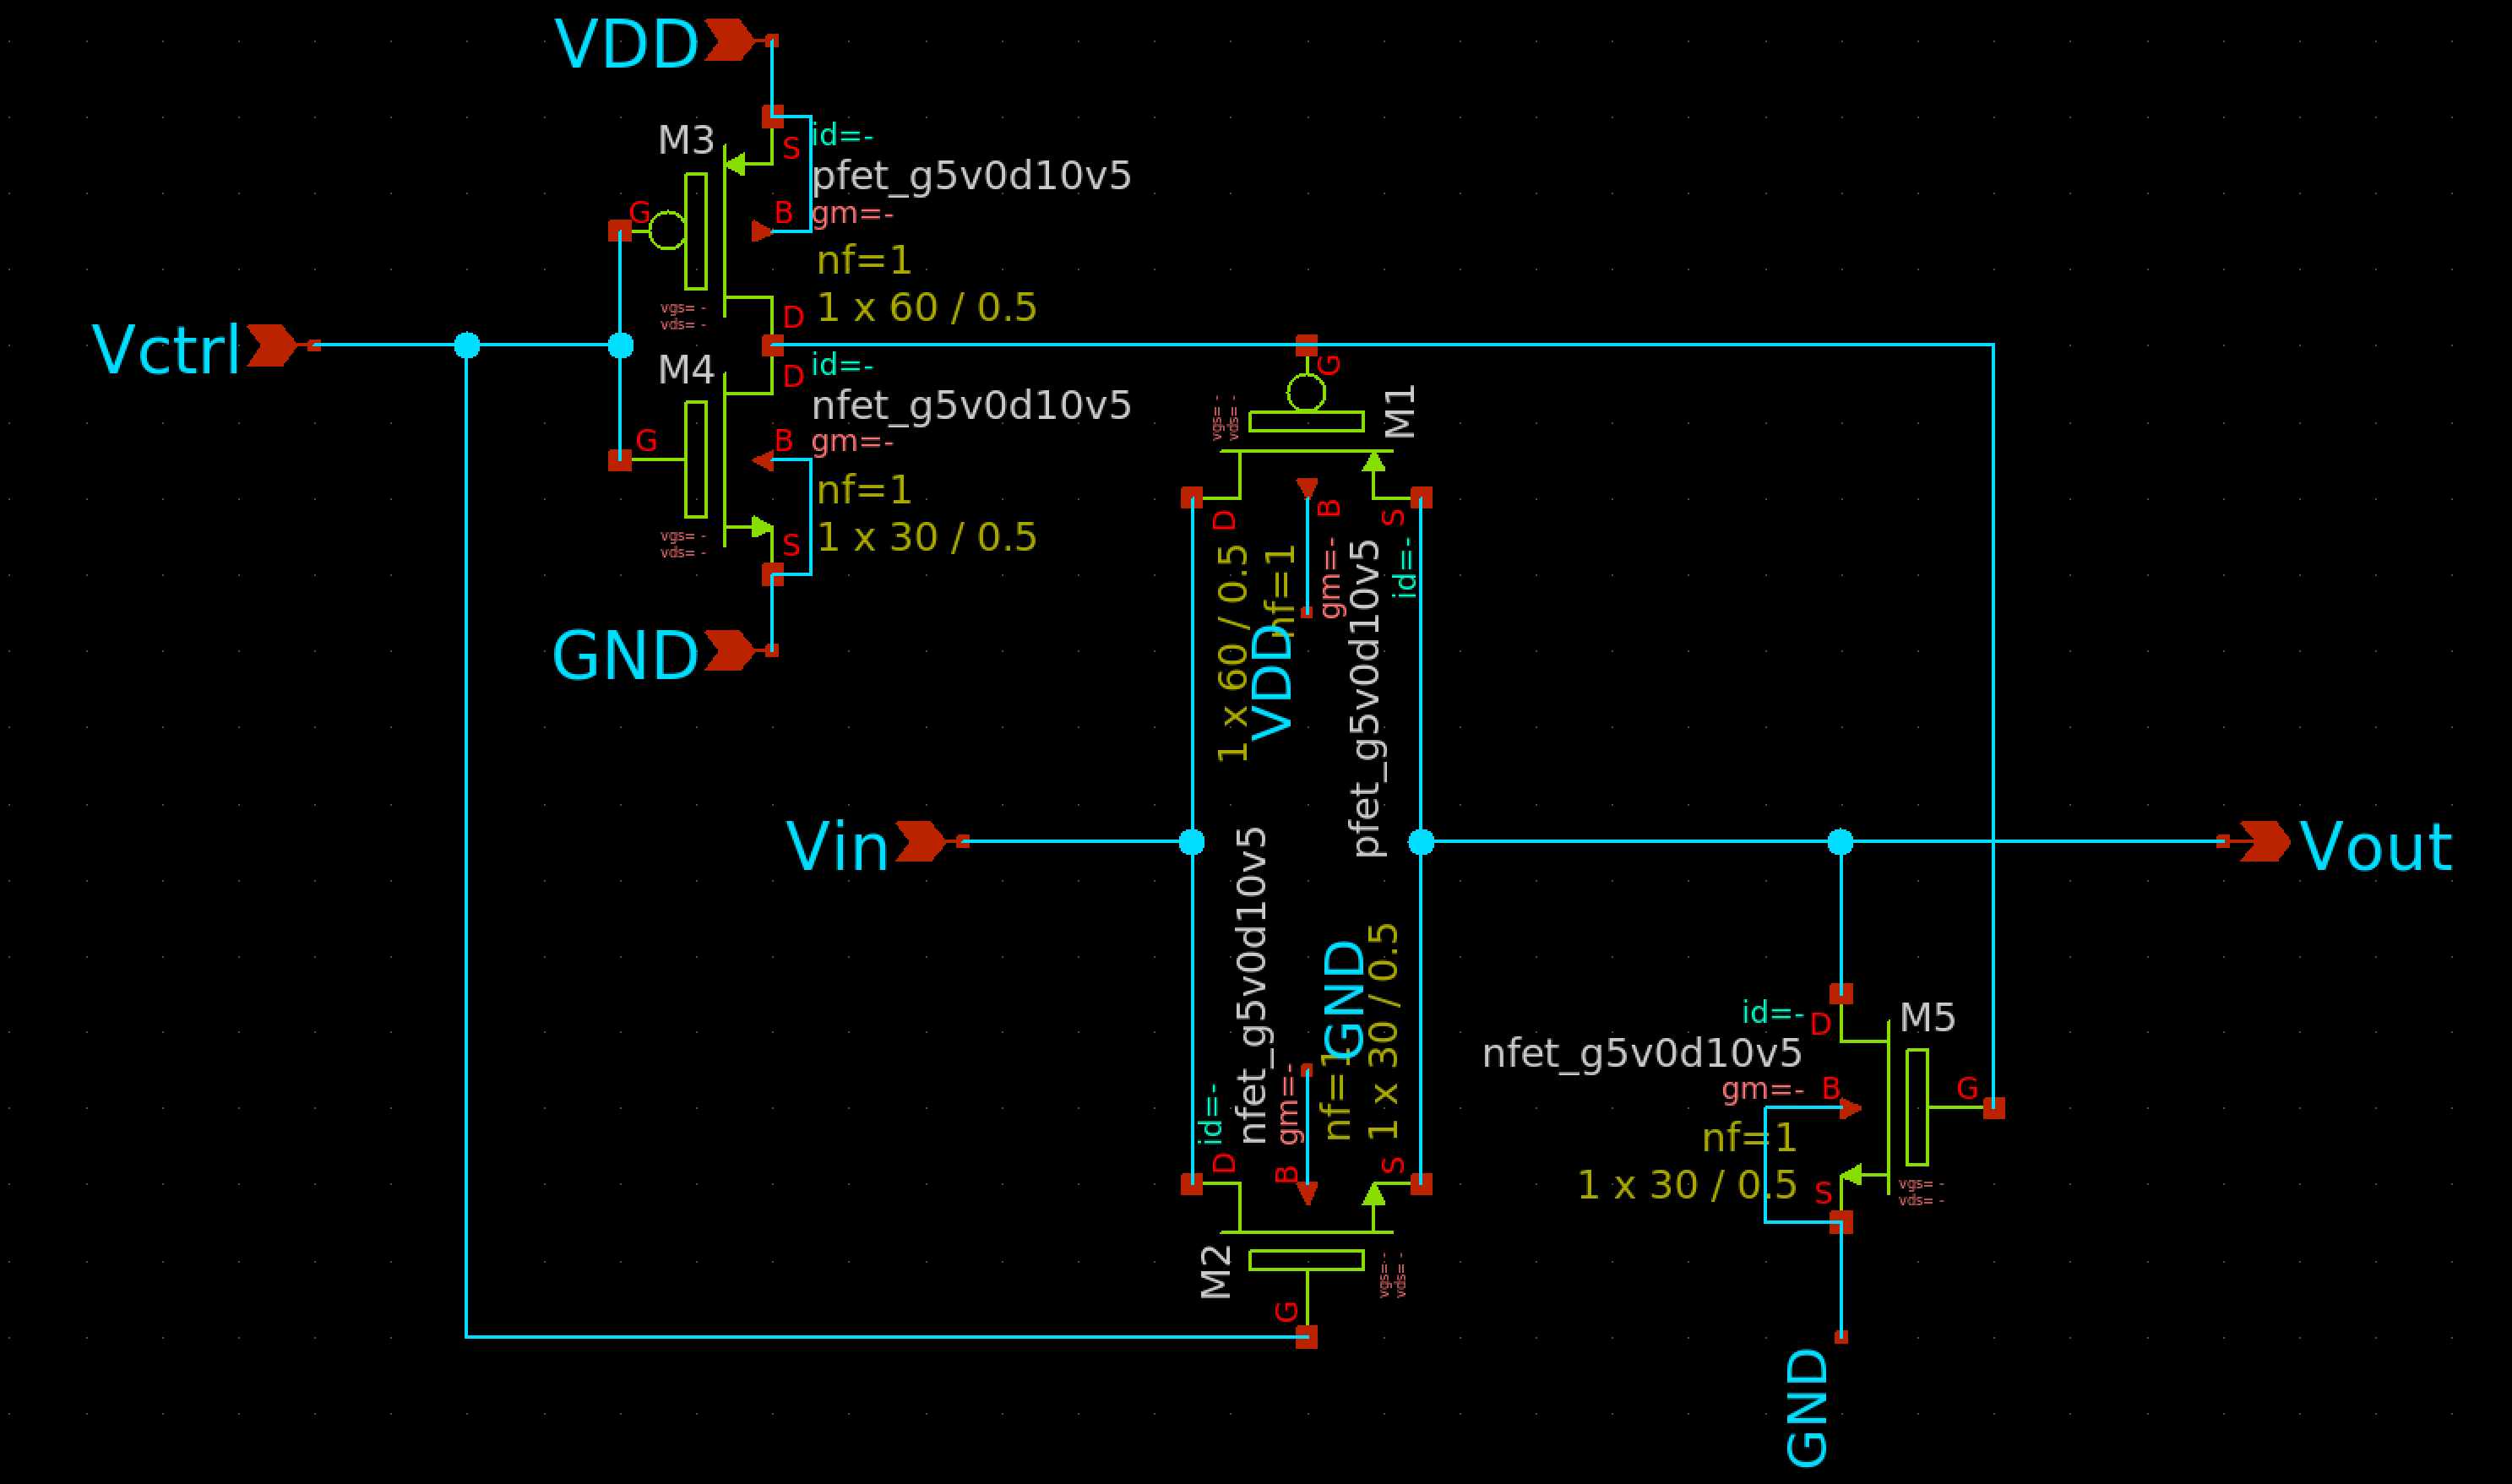 VDD
M3
S
id=-
pfet_g5v0d10v5
G
B
gm=-
nf=1
vgs= -
vds= -
D
1 x 60 / 0.5
Vctrl
M4
D
id=-
nfet_g5v0d10v5
G
B
gm=-
nf=1
vgs= -
vds= -
S
1 x 30 / 0.5
GND
G
M1
vgs= -
vds= -
D
B
S
1 x 60 / 0.5
nf=1
gm=-
pfet_g5v0d10v5
id=-
VDD
Vin
Vout
nfet_g5v0d10v5
GND
1 x 30 / 0.5
nf=1
id=-
gm=-
D
B
S
M2
vgs= -
vds= -
G
id=-
D
M5
nfet_g5v0d10v5
gm=-
B
G
nf=1
1 x 30 / 0.5
S
vgs= -
vds= -
GND